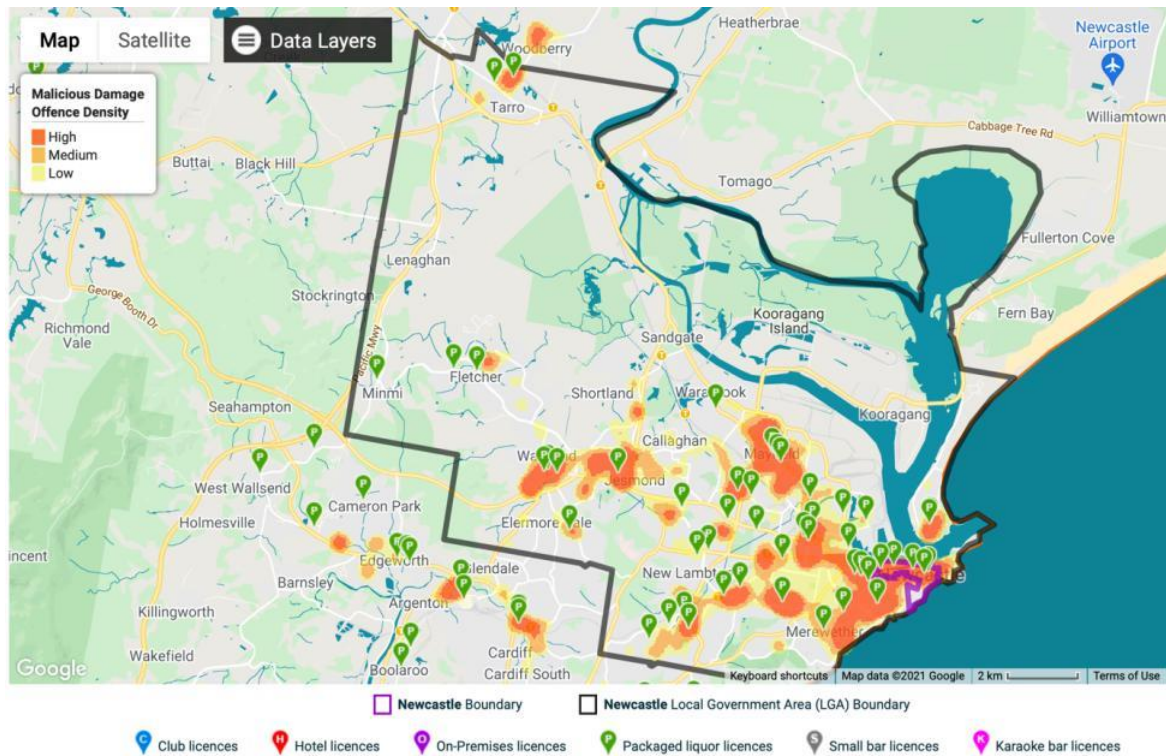 Map
Satellite
Data Layers
Malicious Damage
Offence Density
High
Medium
Low
Woodberry
Heatherbrae
Newcastle
Airport
Williamtown
Tarro
Cabbage Tree Rd
Buttai
Black Hill
Tomago
Fullerton Cove
Lenaghan
Stockrington
George Booth Dr
Kooragang
Island
Fern Bay
Richmond
Vale
Pacific Mwy
Sandgate
Fletcher
Minmi
Shortland
Kooragang
Seahampton
Callaghan
Jesmond
West Wallsend
Cameron Park
Holmesville
Edgeworth
Barnsley
Argenton
Killingworth
Merewether
Cardiff
Wakefield
Boolaroo
Cardiff South
Google
Keyboard shortcuts
Map data ©2021 Google
2 km
Terms of Use
Newcastle Boundary
Newcastle Local Government Area (LGA) Boundary
C Club licences
H Hotel licences
O On-Premises licences
P Packaged liquor licences
S Small bar licences
K Karaoke bar licences